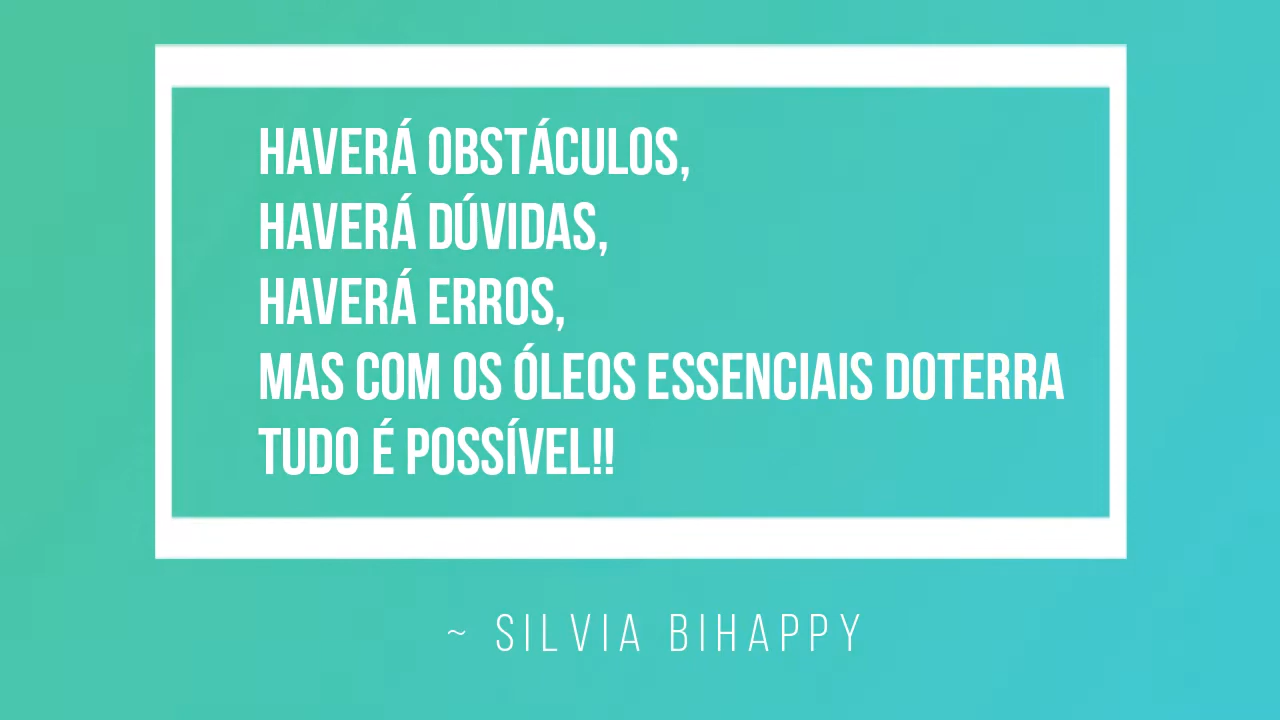 HAVERÁ OBSTÁCULOS,
HAVERÁ DÚVIDAS,
HAVERÁ ERROS,
MAS COM OS ÓLEOS ESSENCIAIS DOTERRA
TUDO É POSSÍVEL!!
~ SILVIA BIHAPPY